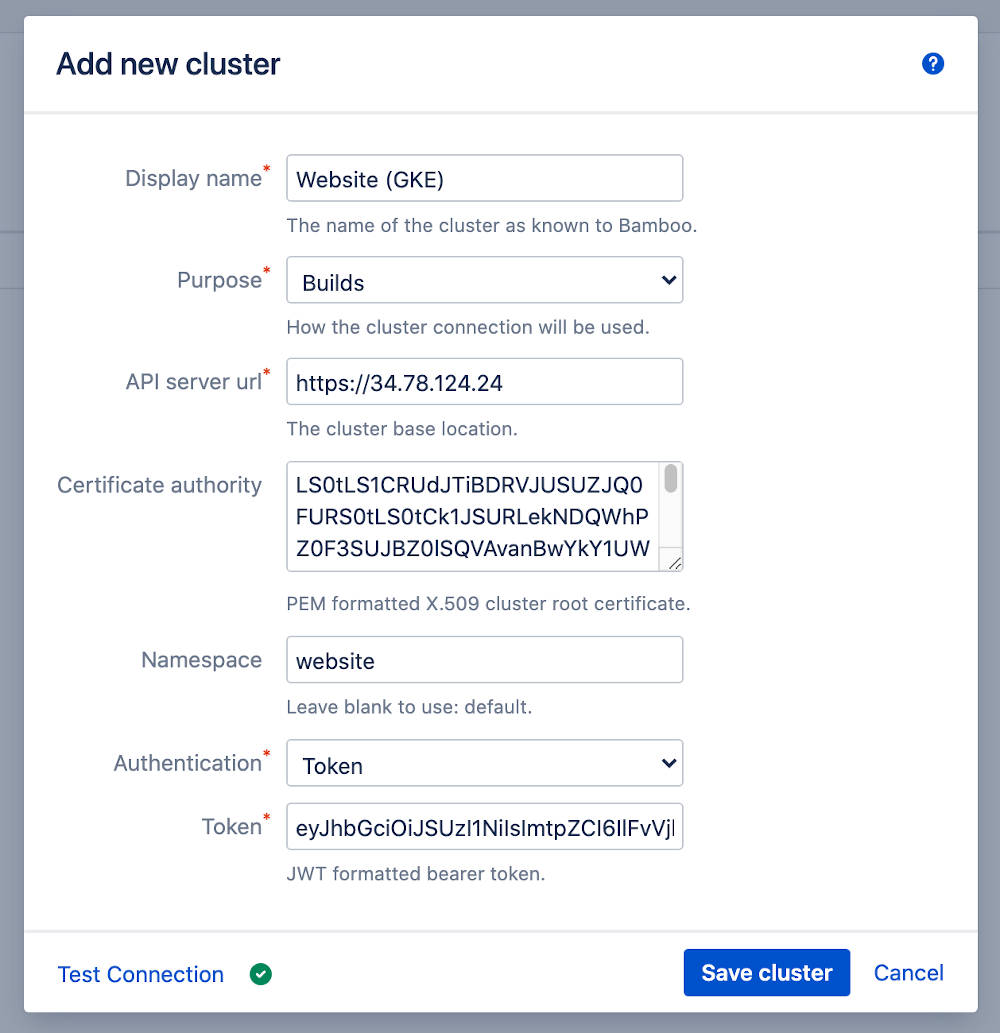 Add new cluster
?
Display name*
Website (GKE)
The name of the cluster as known to Bamboo.
Purpose*
Builds
How the cluster connection will be used.
API server url*
https://34.78.124.24
The cluster base location.
Certificate authority
LS0tLS1CRUdJTiBDRVJUSUZJQ0
FURS0tLS0tCk1JSURLekNDQWhP
Z0F3SUJBZ0lSQVAvanBwYkY1UW
PEM formatted X.509 cluster root certificate.
Namespace
website
Leave blank to use: default.
Authentication*
Token
Token*
eyJhbGciOiJSUzI1NiIsImtpZCI6IlFvVjl
JWT formatted bearer token.
Test Connection
Save cluster
Cancel